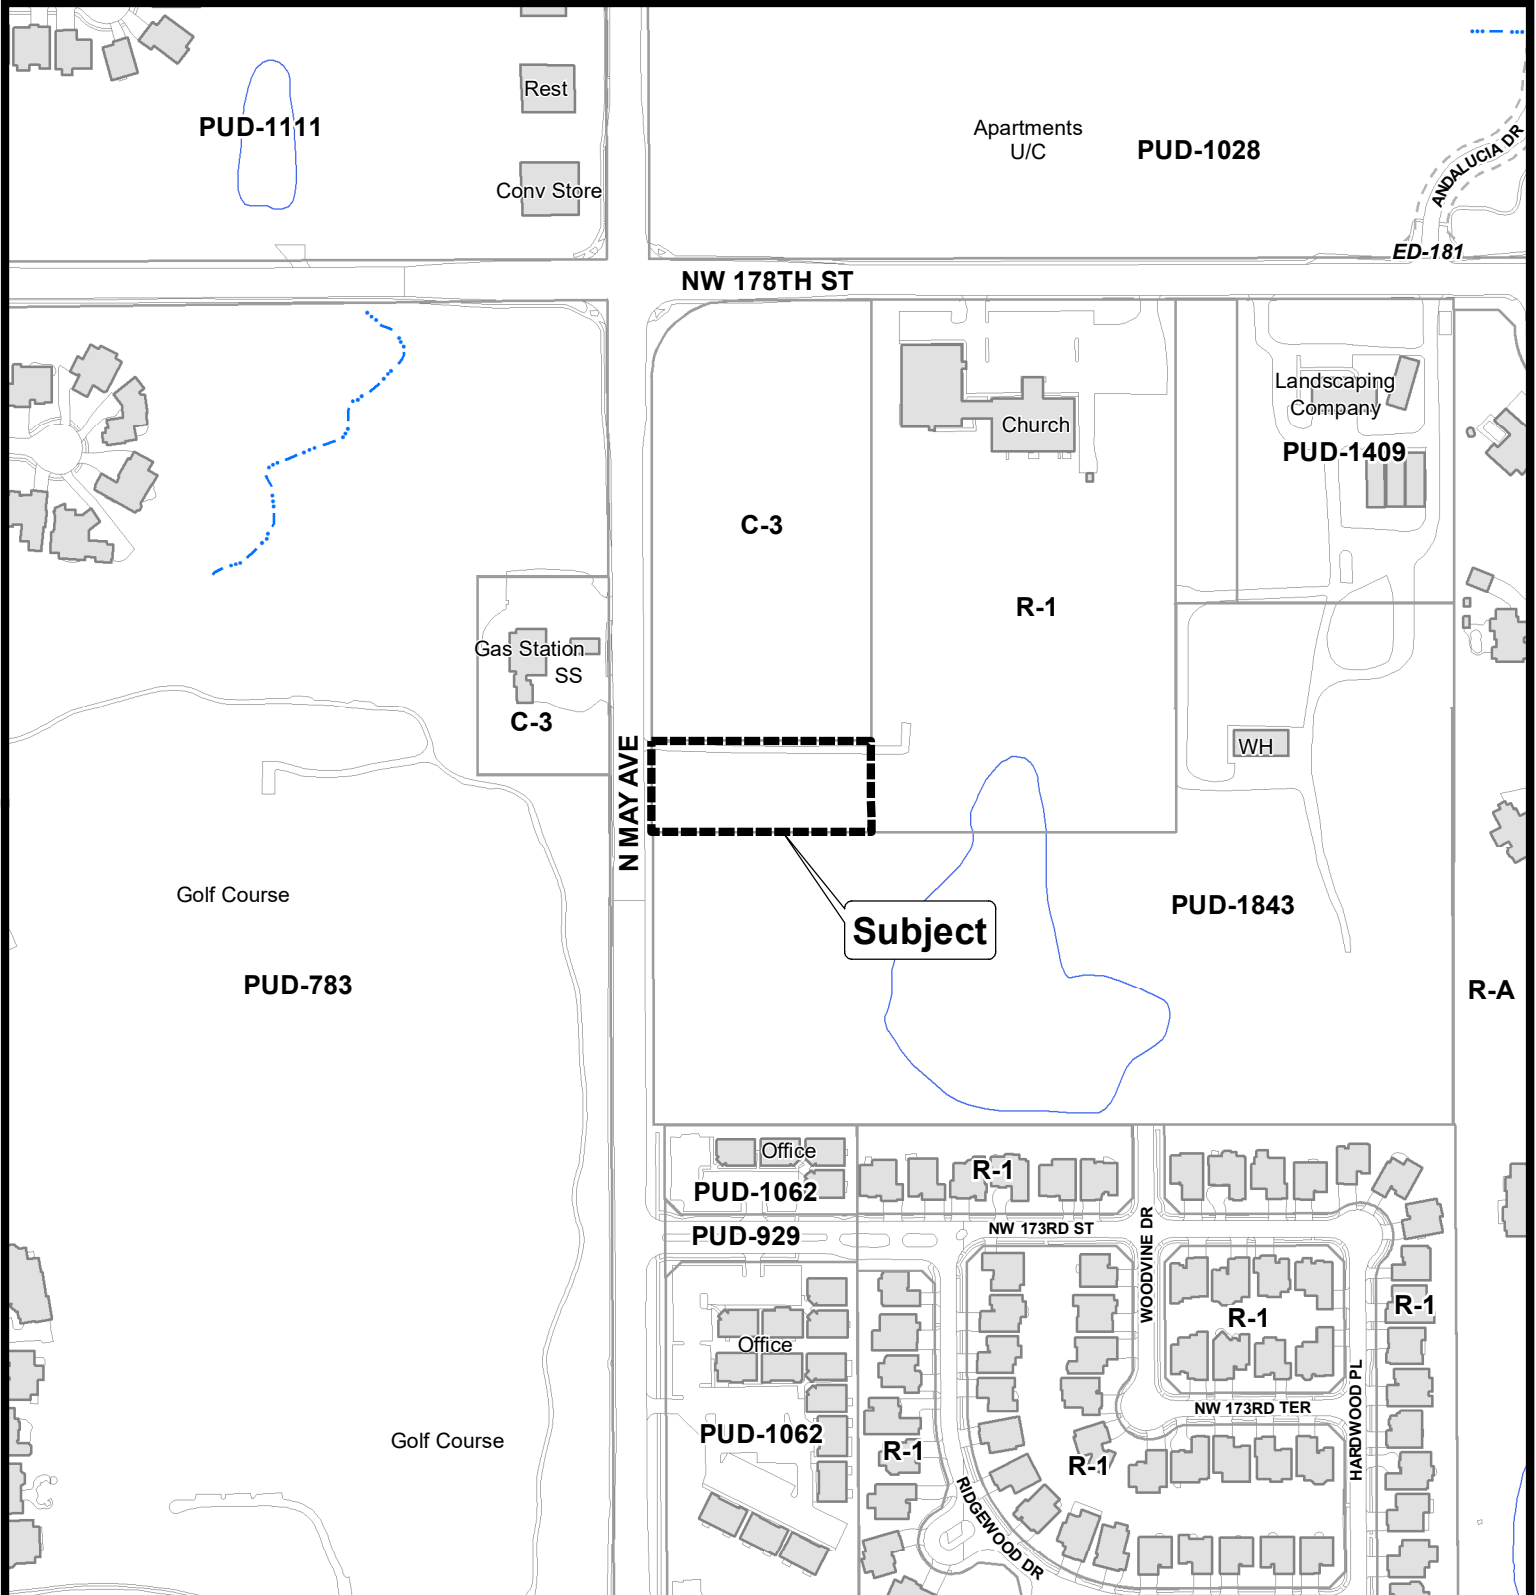 Rest
PUD-1111
Apartments
U/C
PUD-1028
ANDALUCIA DR
Conv Store
ED-181
NW 178TH ST
Landscaping
Company
Church
PUD-1409
C-3
R-1
Gas Station
SS
C-3
WH
N MAY AVE
Golf Course
PUD-1843
Subject
PUD-783
R-A
Office
R-1
PUD-1062
NW 173RD ST
PUD-929
WOODVINE DR
R-1
R-1
Office
HARDWOOD PL
NW 173RD TER
PUD-1062
Golf Course
R-1
R-1
RIDGEWOOD DR